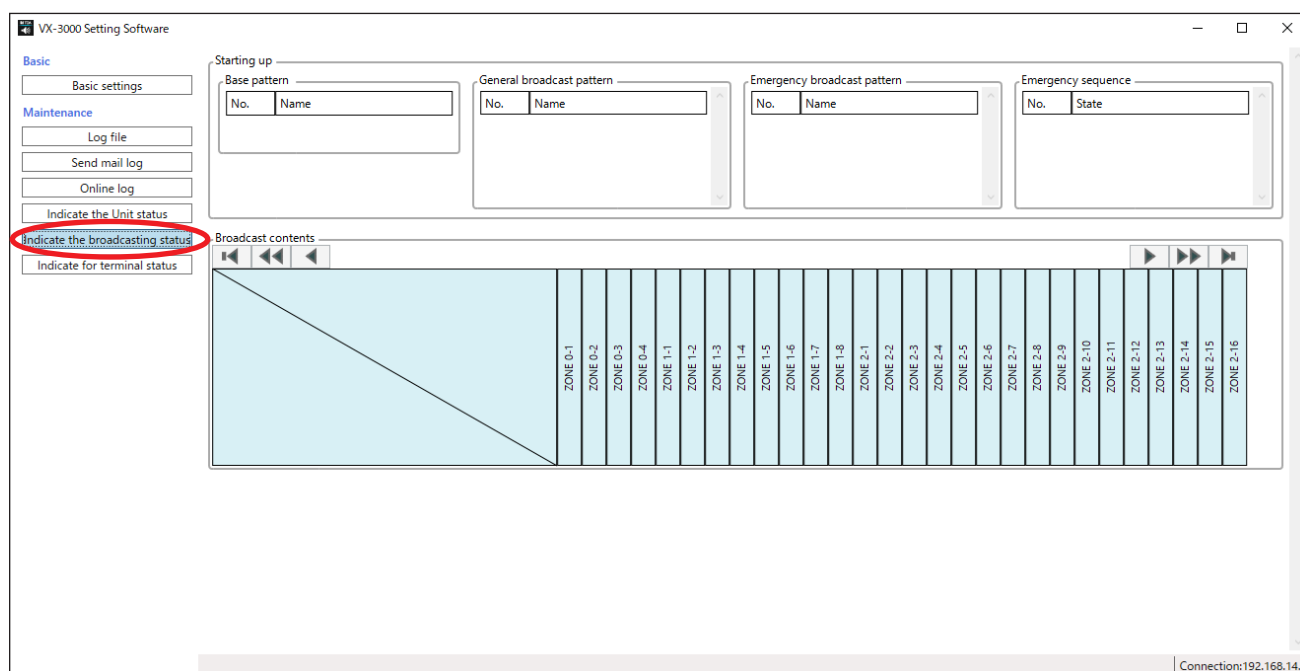 VX-3000 Setting Software
Basic
Basic settings
Maintenance
Log file
Send mail log
Online log
Indicate the Unit status
Indicate the broadcasting status
Indicate for terminal status
Starting up
Base pattern
No. Name
General broadcast pattern
No. Name
Emergency broadcast pattern
No. Name
Emergency sequence
No. State
Broadcast contents
ZONE 0-1
ZONE 0-2
ZONE 0-3
ZONE 0-4
ZONE 1-1
ZONE 1-2
ZONE 1-3
ZONE 1-4
ZONE 1-5
ZONE 1-6
ZONE 1-7
ZONE 1-8
ZONE 2-1
ZONE 2-2
ZONE 2-3
ZONE 2-4
ZONE 2-5
ZONE 2-6
ZONE 2-7
ZONE 2-8
ZONE 2-9
ZONE 2-10
ZONE 2-11
ZONE 2-12
ZONE 2-13
ZONE 2-14
ZONE 2-15
ZONE 2-16
Connection:192.168.14.